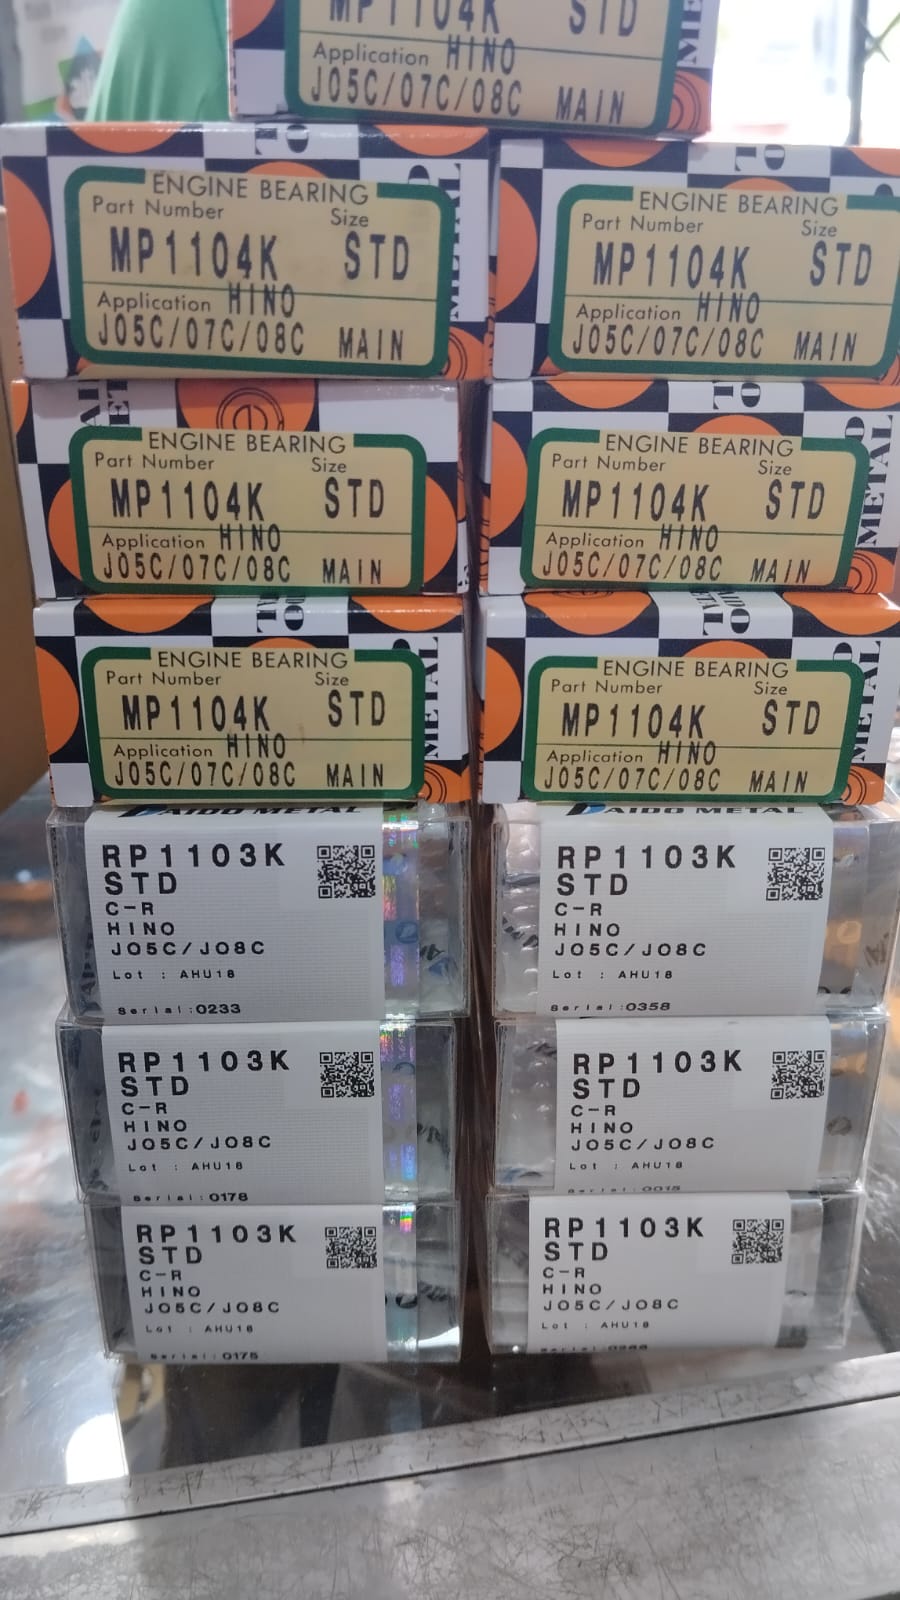 MP1104K STD
Application HINO
J05C/07C/08C MAIN
ENGINE BEARING
Part Number Size
MP1104K STD
Application HINO
J05C/07C/08C MAIN
METAL
ENGINE BEARING
Part Number Size
MP1104K STD
Application HINO
J05C/07C/08C MAIN
ENGINE BEARING
Part Number Size
MP1104K STD
Application HINO
J05C/07C/08C MAIN
ENGINE BEARING
Part Number Size
MP1104K STD
Application HINO
J05C/07C/08C MAIN
METAL
ENGINE BEARING
Part Number Size
MP1104K STD
Application HINO
J05C/07C/08C MAIN
METAL
ENGINE BEARING
Part Number Size
MP1104K STD
Application HINO
J05C/07C/08C MAIN
METAL
DAIDO METAL
RP1103K
STD
C-R
HINO
J05C/J08C
Lot : AHU18
Serial:0233
DAIDO METAL
RP1103K
STD
C-R
HINO
J05C/J08C
Lot : AHU18
Serial:0358
RP1103K
STD
C-R
HINO
J05C/J08C
Lot : AHU18
Serial:0178
RP1103K
STD
C-R
HINO
J05C/J08C
Lot : AHU18
RP1103K
STD
C-R
HINO
J05C/J08C
Lot : AHU18
Serial:0175
RP1103K
STD
C-R
HINO
J05C/J08C
Lot : AHU18